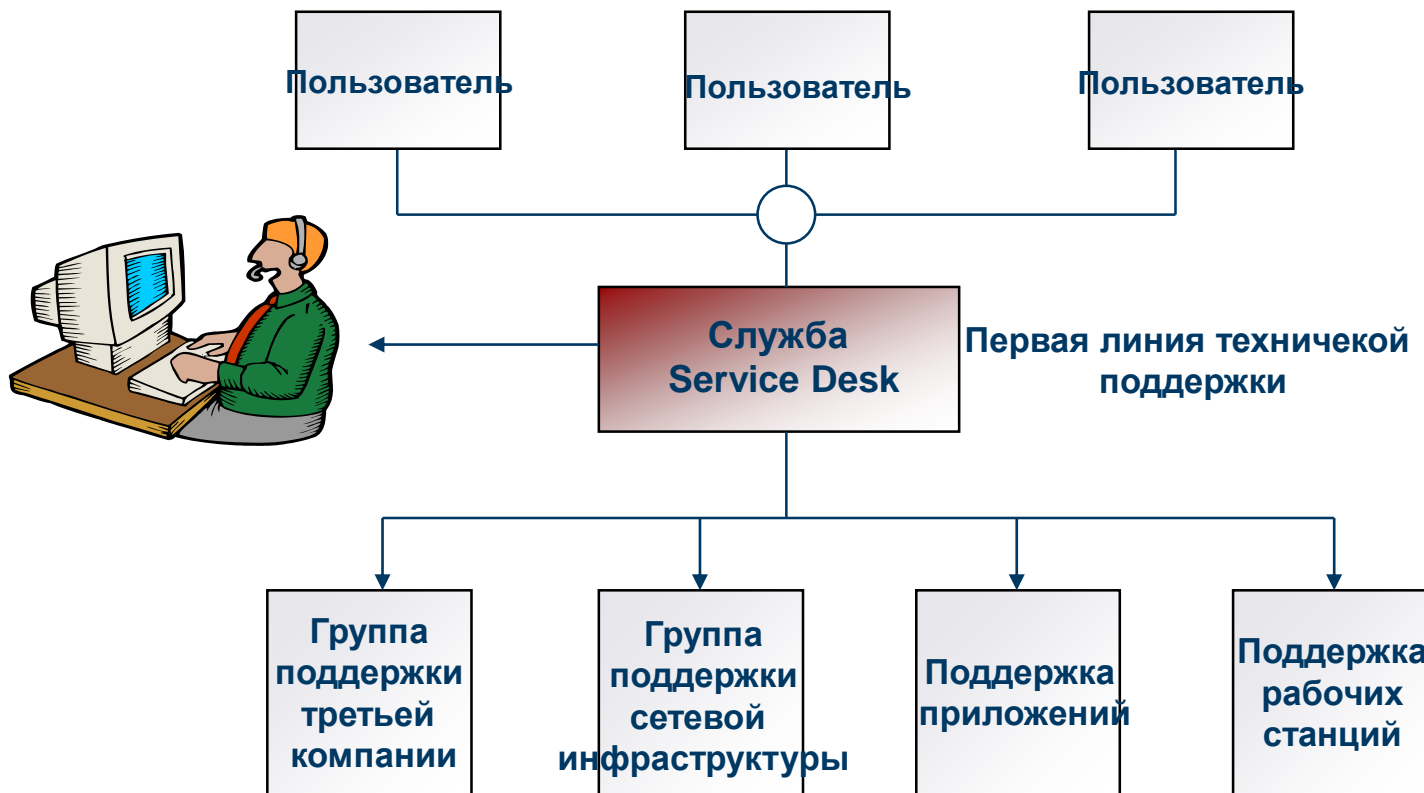 Пользователь
Пользователь
Пользователь
Служба
Service Desk
Первая линия техничекой
поддержки
Группа
поддержки
третьей
компании
Группа
поддержки
сетевой
инфраструктуры
Поддержка
приложений
Поддержка
рабочих
станций